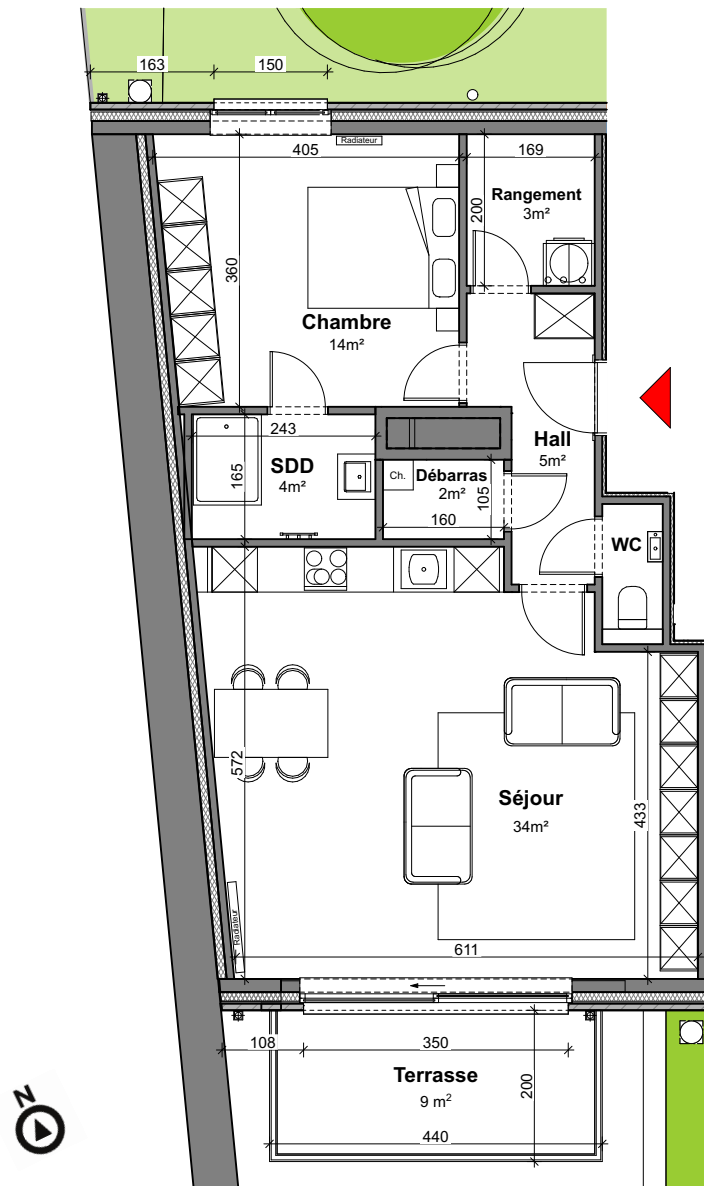 163
150
Radiateur
405
169
Rangement
3m²
200
360
Chambre
14m²
Hall
5m²
243
SDD
4m²
165
Ch.
Débarras
2m²
105
160
WC
572
Séjour
34m²
433
Radiateur
611
108
350
Terrasse
9 m²
200
440
N